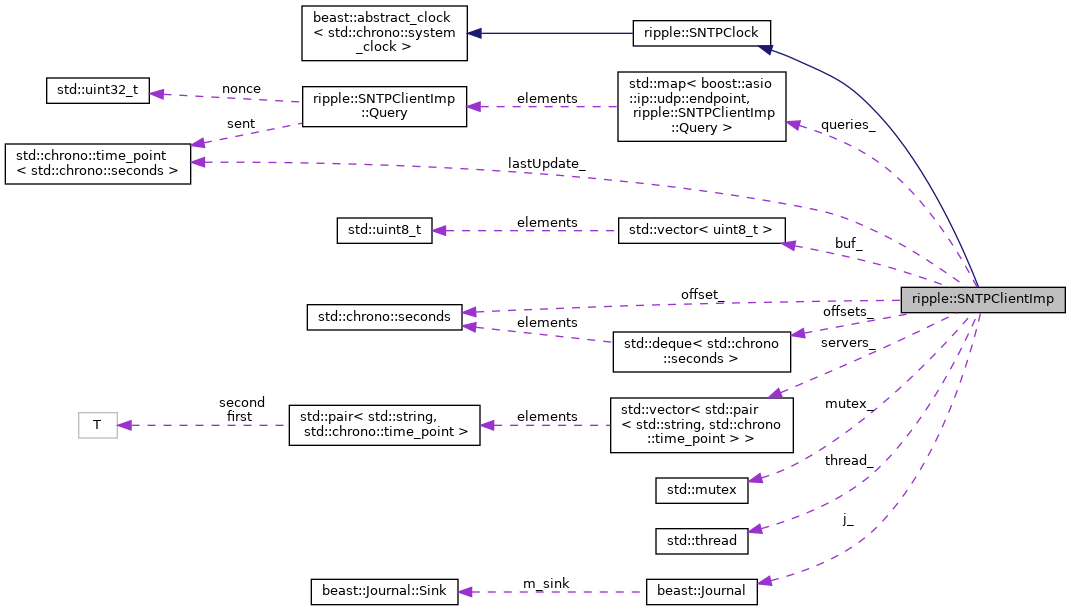 beast::abstract_clock
< std::chrono::system
_clock >
ripple::SNTPClock
std::uint32_t
nonce
ripple::SNTPClientImp
::Query
elements
std::map< boost::asio
::ip::udp::endpoint,
ripple::SNTPClientImp
::Query >
queries_
sent
std::chrono::time_point
< std::chrono::seconds >
lastUpdate_
std::uint8_t
elements
std::vector< uint8_t >
buf_
ripple::SNTPClientImp
std::chrono::seconds
offset_
elements
std::deque< std::chrono
::seconds >
offsets_
servers_
T
second
first
std::pair< std::string,
std::chrono::time_point >
elements
std::vector< std::pair
< std::string, std::chrono
::time_point > >
mutex_
std::mutex
thread_
std::thread
j_
beast::Journal::Sink
m_sink
beast::Journal